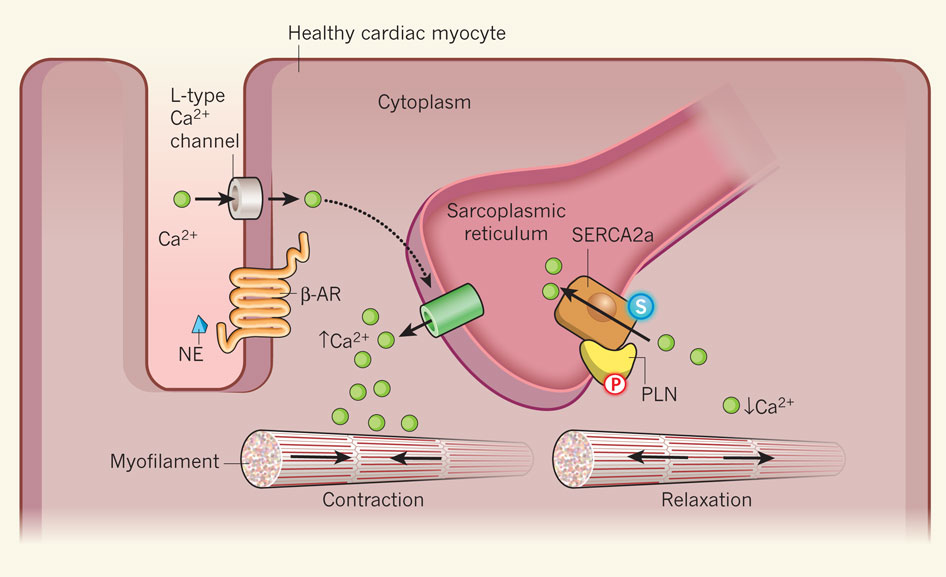 Healthy cardiac myocyte
L-type
Ca²⁺
channel
Cytoplasm
Ca²⁺
Sarcoplasmic
reticulum
SERCA2a
β-AR
S
NE
↑Ca²⁺
P
PLN
↓Ca²⁺
Myofilament
Contraction
Relaxation